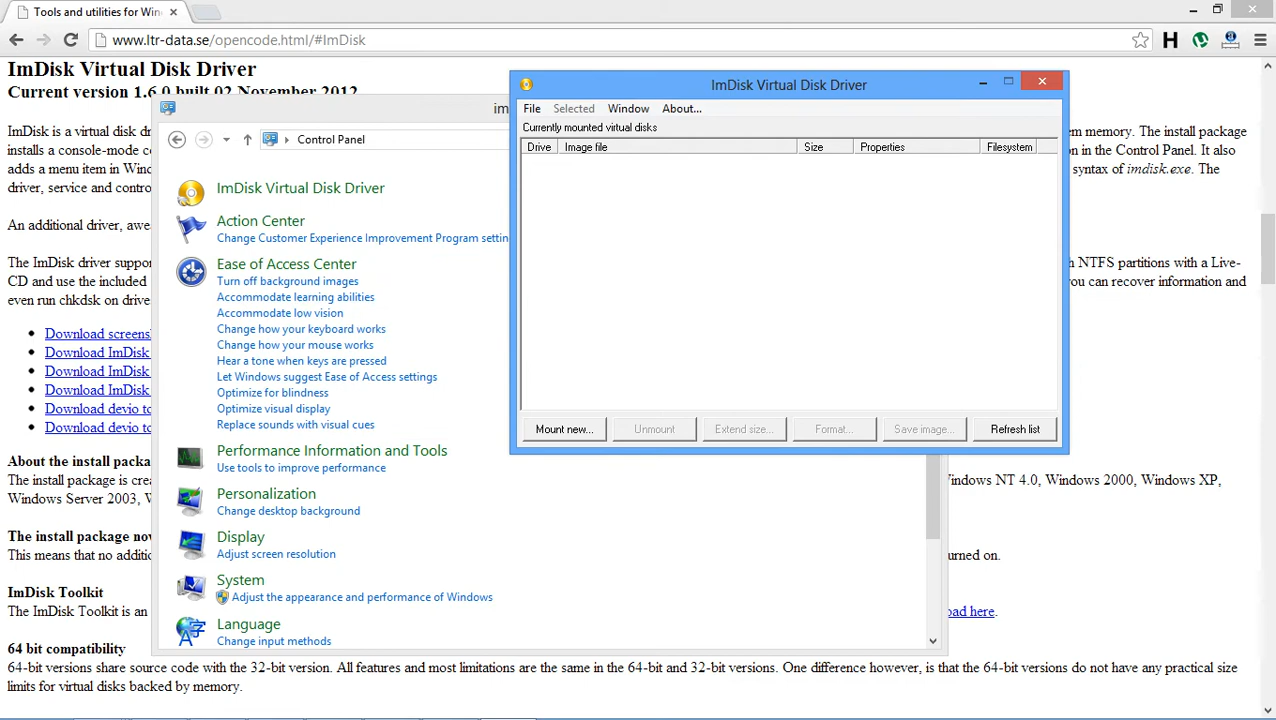 Tools and utilities for Win
www.ltr-data.se/opencode.html/#ImDisk
H
ImDisk Virtual Disk Driver
Current version 1.6.0 built 02 November 2012
ImDisk is a virtual disk dr
em memory. The install package
installs a console-mode co
on in the Control Panel. It also
adds a menu item in Wind
syntax of imdisk.exe. The
driver, service and contro
An additional driver, awe
The ImDisk driver suppor
h NTFS partitions with a Live-
CD and use the included
you can recover information and
even run chkdsk on drive
Download screensh
Download ImDisk
Download ImDisk
Download ImDisk
Download devio to
Download devio to
About the install packa
The install package is crea
Windows NT 4.0, Windows 2000, Windows XP,
Windows Server 2003, W
The install package nov
This means that no additio
urned on.
ImDisk Toolkit
The ImDisk Toolkit is an
oad here.
64 bit compatibility
64-bit versions share source code with the 32-bit version. All features and most limitations are the same in the 64-bit and 32-bit versions. One difference however, is that the 64-bit versions do not have any practical size
limits for virtual disks backed by memory.
im
Control Panel
ImDisk Virtual Disk Driver
Action Center
Change Customer Experience Improvement Program settin
Ease of Access Center
Turn off background images
Accommodate learning abilities
Accommodate low vision
Change how your keyboard works
Change how your mouse works
Hear a tone when keys are pressed
Let Windows suggest Ease of Access settings
Optimize for blindness
Optimize visual display
Replace sounds with visual cues
Performance Information and Tools
Use tools to improve performance
Personalization
Change desktop background
Display
Adjust screen resolution
System
Adjust the appearance and performance of Windows
Language
Change input methods
ImDisk Virtual Disk Driver
File Selected Window About...
Currently mounted virtual disks
Drive Image file Size Properties Filesystem
Mount new... Unmount Extend size... Format... Save image... Refresh list